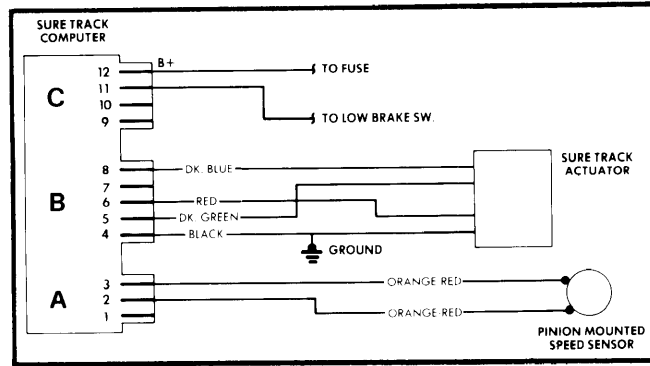 SURE TRACK
COMPUTER
B+
12
TO FUSE
11
C
10
TO LOW BRAKE SW.
9
8
DK. BLUE
SURE TRACK
ACTUATOR
7
B
6
RED
5
DK. GREEN
4
BLACK
GROUND
3
ORANGE-RED
A
2
ORANGE-RED
1
PINION MOUNTED
SPEED SENSOR